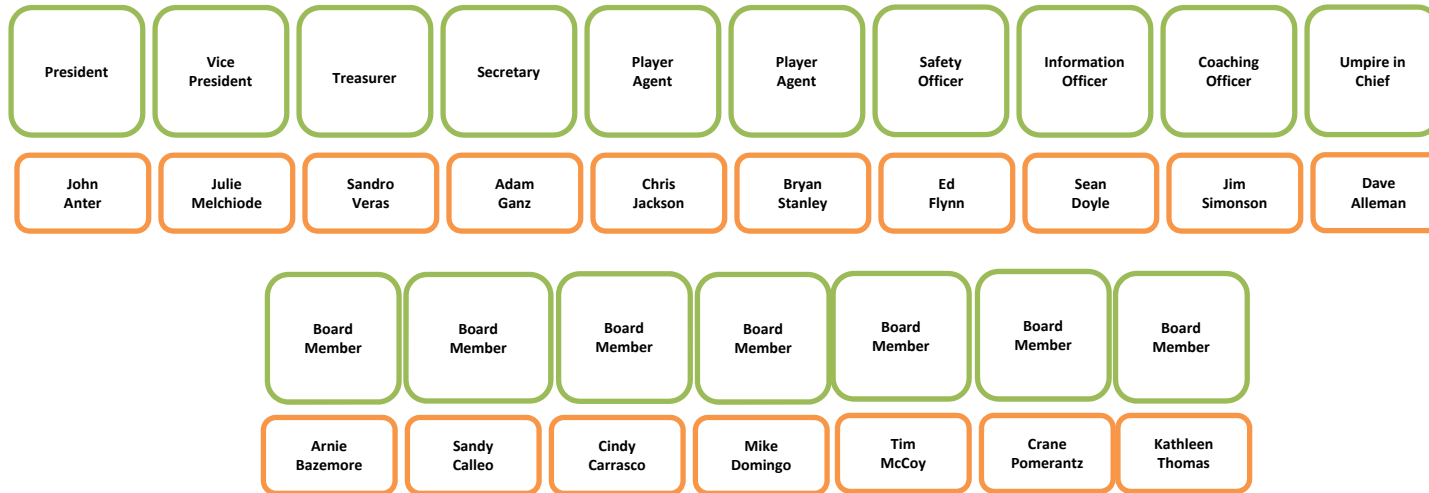 President
Vice
President
Treasurer
Secretary
Player
Agent
Player
Agent
Safety
Officer
Information
Officer
Coaching
Officer
Umpire in
Chief
John
Anter
Julie
Melchiode
Sandro
Veras
Adam
Ganz
Chris
Jackson
Bryan
Stanley
Ed
Flynn
Sean
Doyle
Jim
Simonson
Dave
Alleman
Board
Member
Board
Member
Board
Member
Board
Member
Board
Member
Board
Member
Board
Member
Arnie
Bazemore
Sandy
Calleo
Cindy
Carrasco
Mike
Domingo
Tim
McCoy
Crane
Pomerantz
Kathleen
Thomas